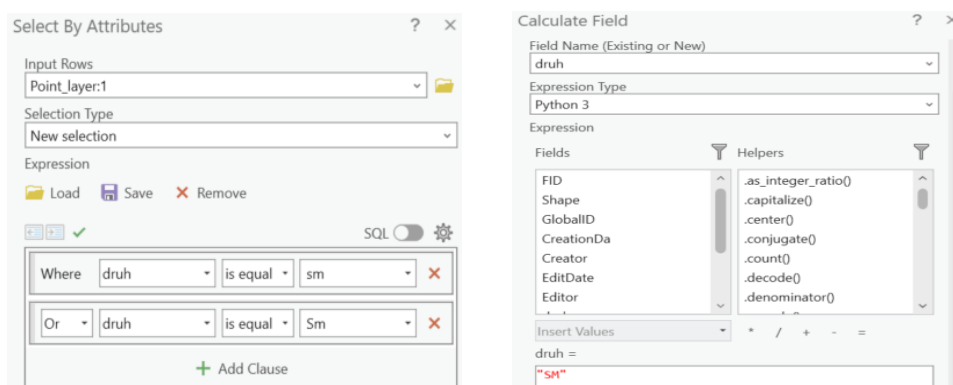 Select By Attributes ? ×
Input Rows
Point_layer:1
Selection Type
New selection
Expression
Load Save Remove
SQL
Where druh is equal sm
Or druh is equal Sm
+ Add Clause
Calculate Field ?
Field Name (Existing or New)
druh
Expression Type
Python 3
Expression
Fields
FID
Shape
GlobalID
CreationDa
Creator
EditDate
Editor
Helpers
.as_integer_ratio()
.capitalize()
.center()
.conjugate()
.count()
.decode()
.denominator()
Insert Values * / + - =
druh =
"SM"